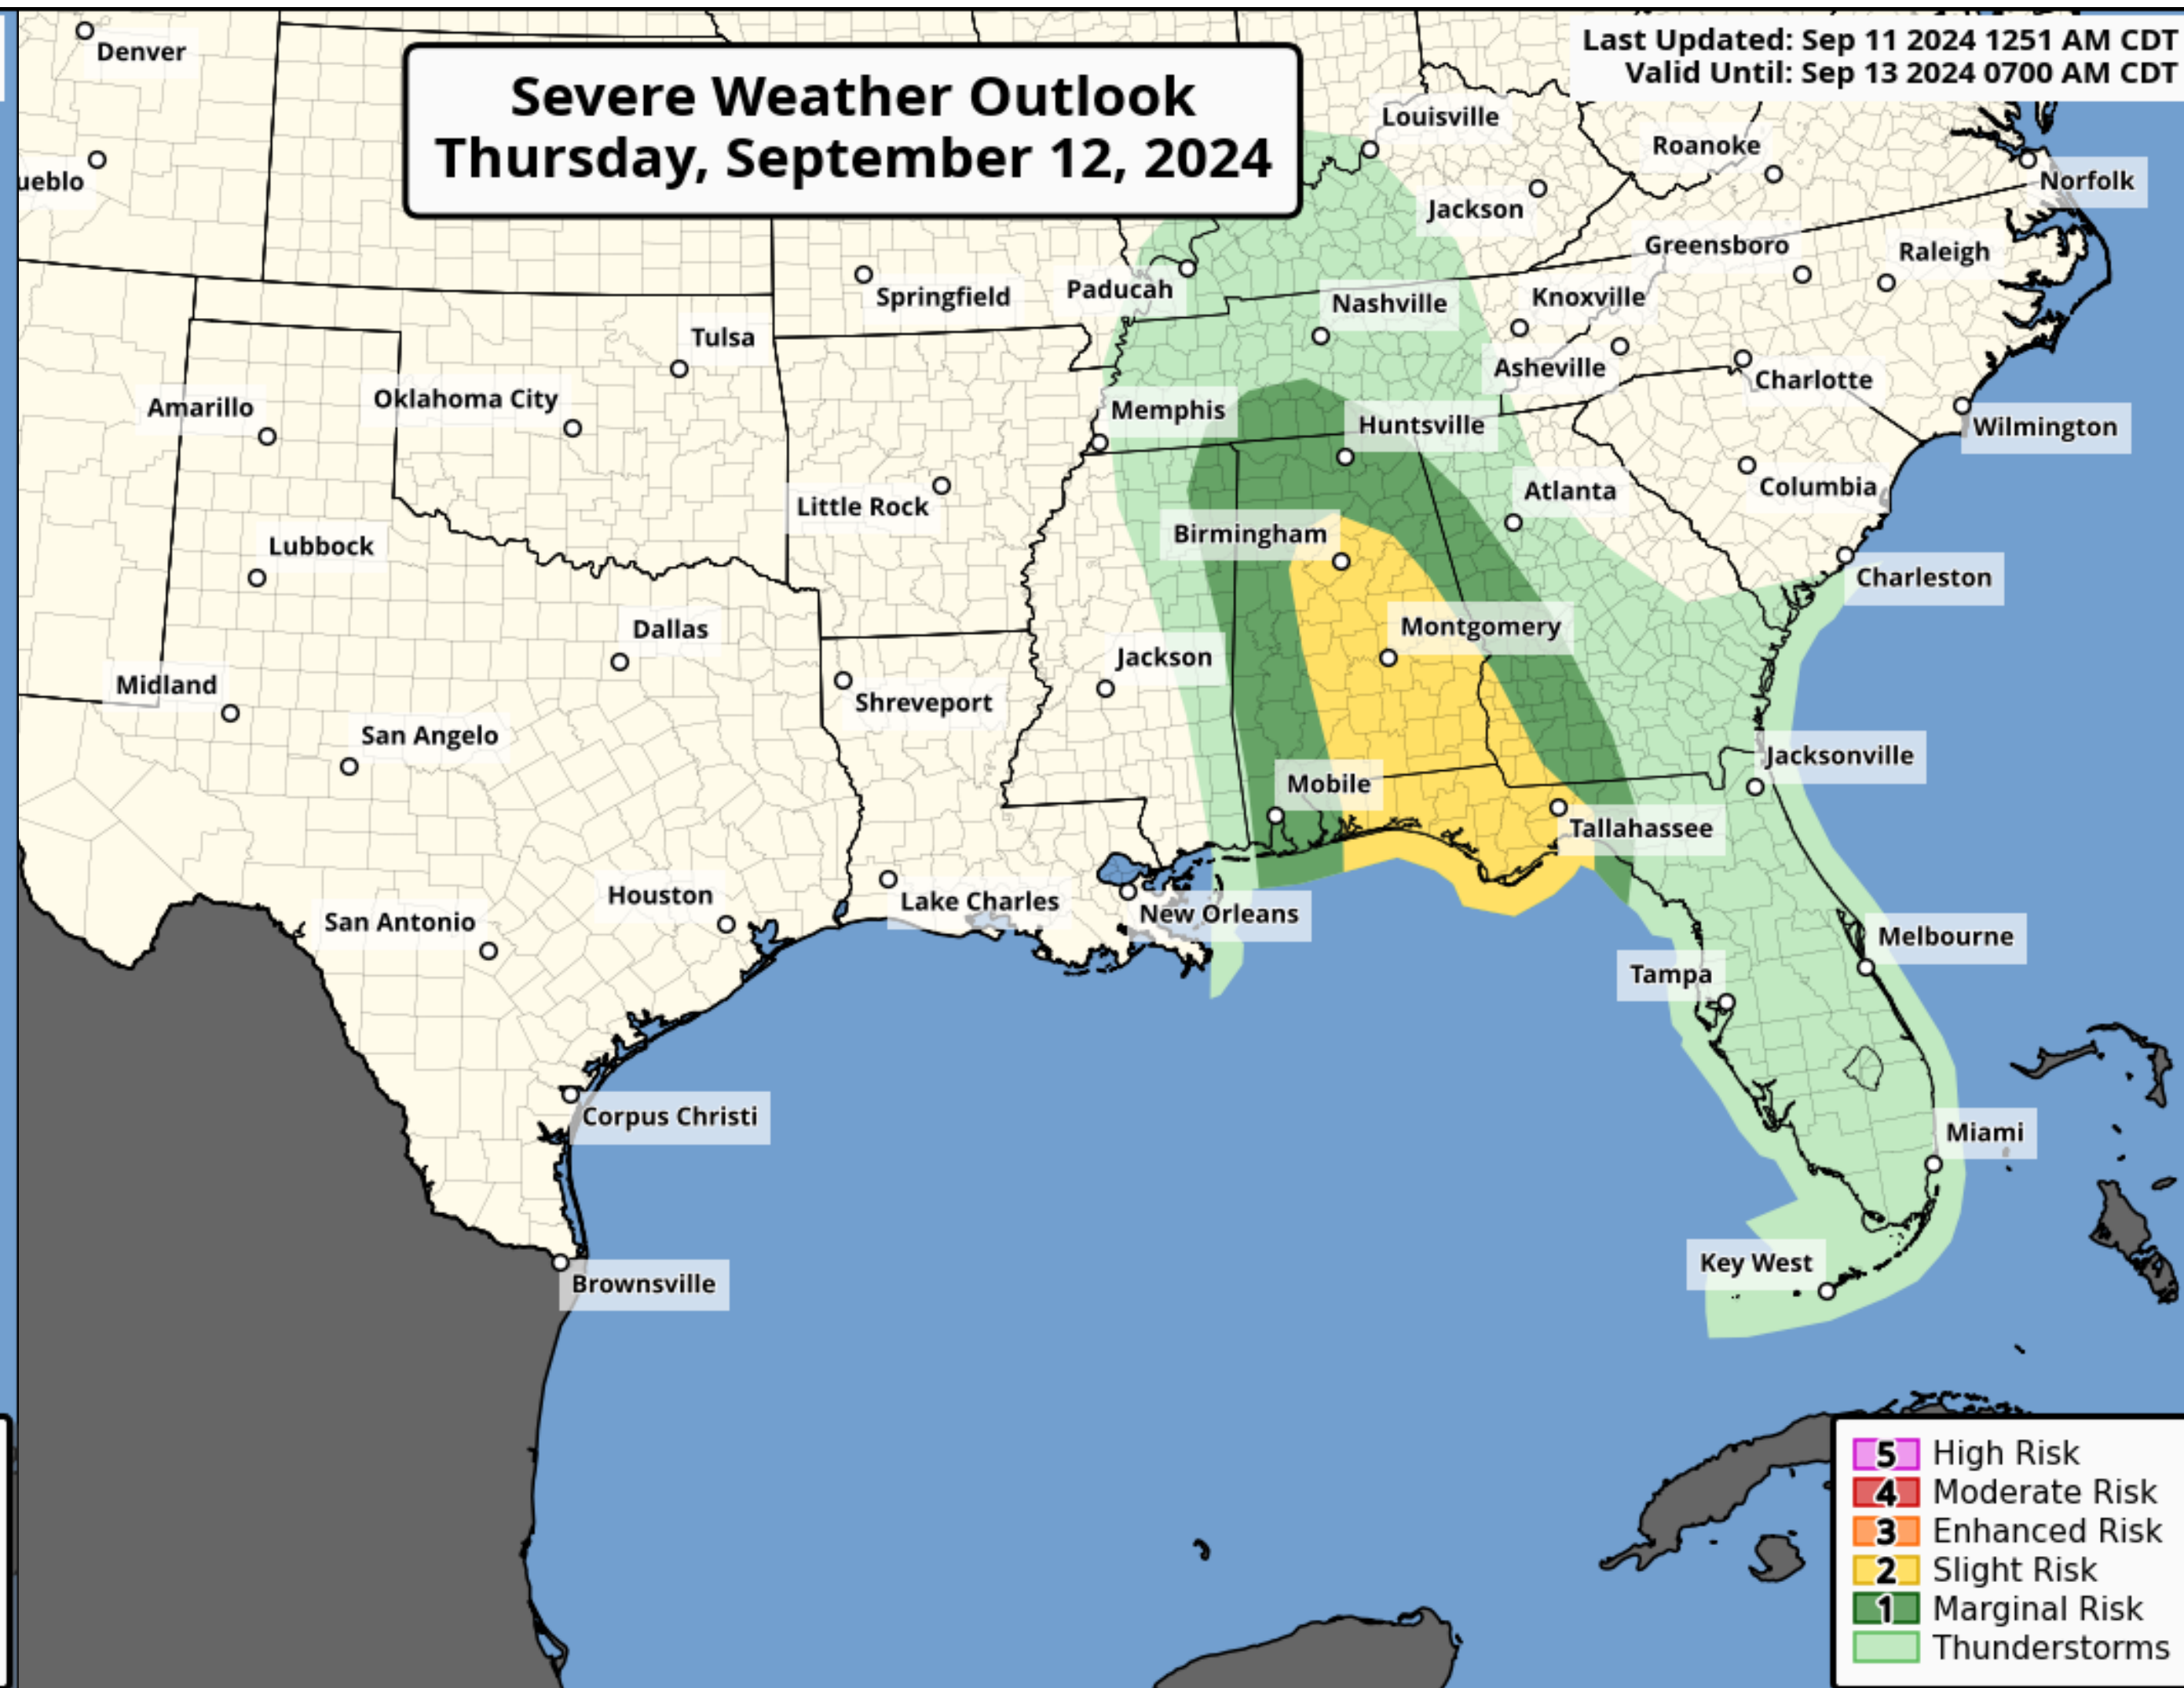 Severe Weather Outlook
Thursday, September 12, 2024
Last Updated: Sep 11 2024 1251 AM CDT
Valid Until: Sep 13 2024 0700 AM CDT
Denver
ueblo
Louisville
Roanoke
Norfolk
Jackson
Greensboro
Raleigh
Springfield
Paducah
Nashville
Knoxville
Tulsa
Asheville
Charlotte
Amarillo
Oklahoma City
Memphis
Huntsville
Wilmington
Little Rock
Atlanta
Columbia
Lubbock
Birmingham
Charleston
Dallas
Montgomery
Jackson
Midland
Shreveport
San Angelo
Mobile
Jacksonville
Tallahassee
San Antonio
Houston
Lake Charles
New Orleans
Melbourne
Tampa
Corpus Christi
Miami
Key West
Brownsville
5 High Risk
4 Moderate Risk
3 Enhanced Risk
2 Slight Risk
1 Marginal Risk
Thunderstorms